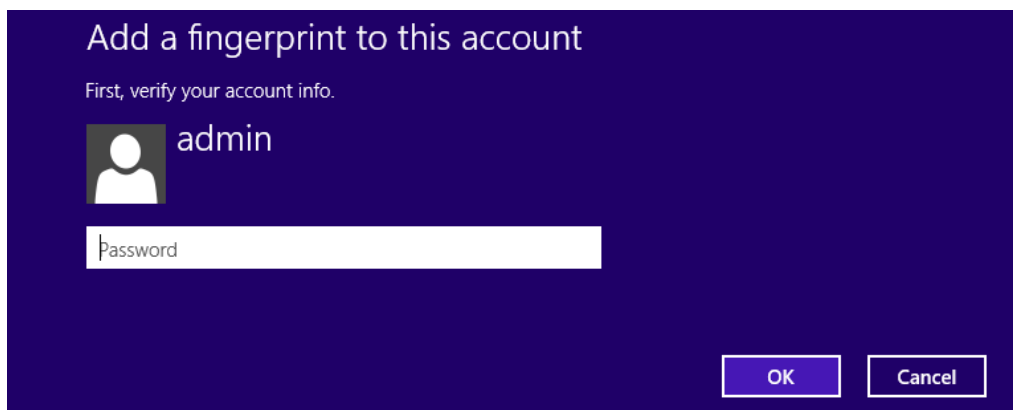 Add a fingerprint to this account
First, verify your account info.
admin
Password
OK Cancel